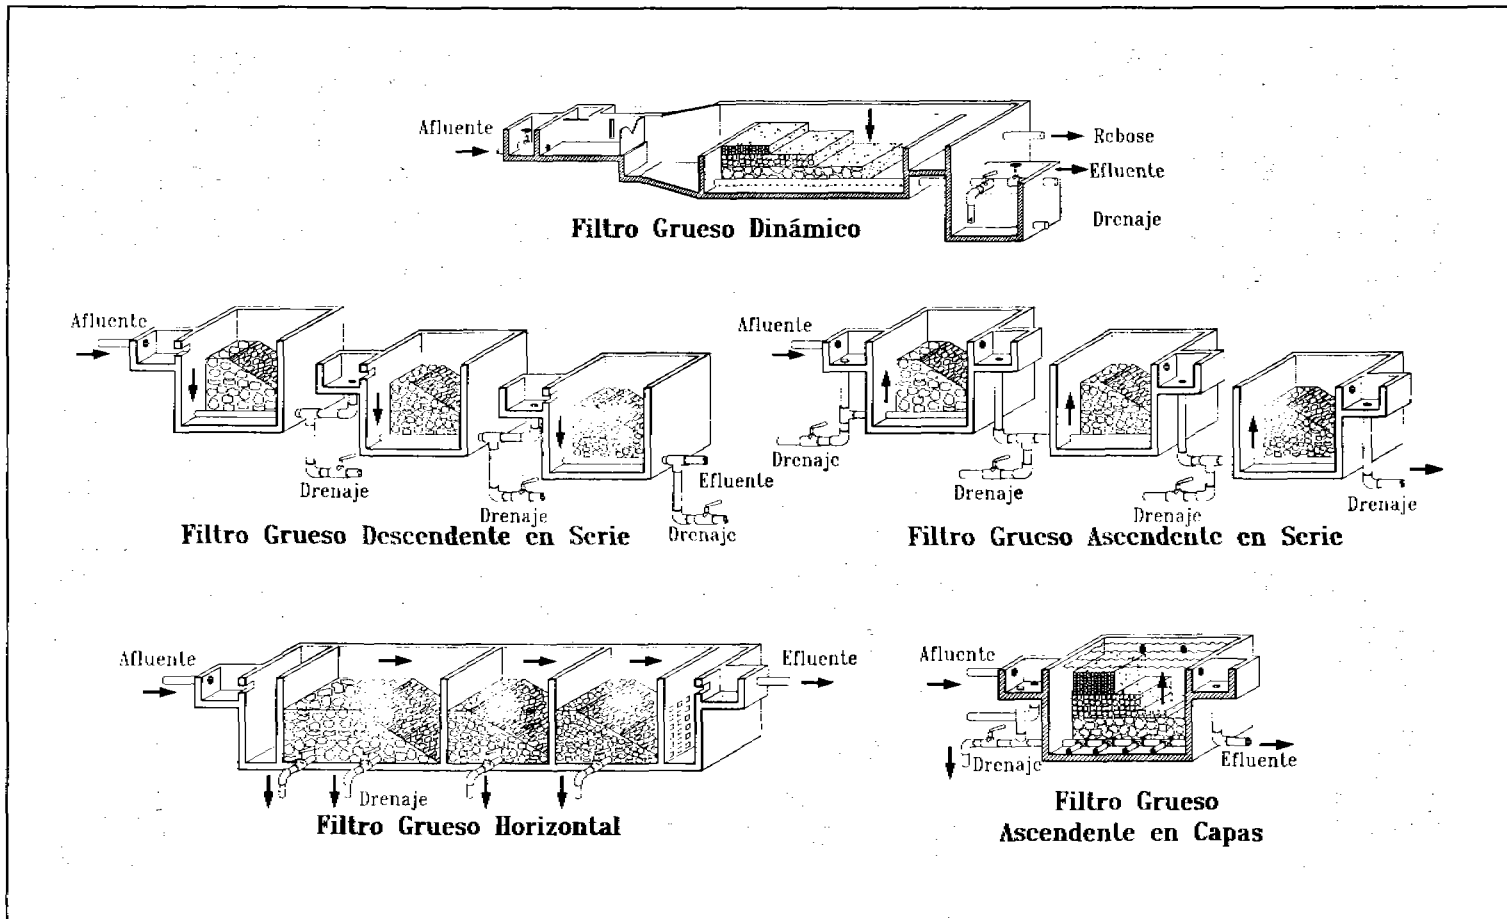 Afluente
Rebose
Efluente
Drenaje
Filtro Grueso Dinámico
Afluente
Drenaje
Drenaje
Efluente
Drenaje
Filtro Grueso Descendente en Serie
Afluente
Drenaje
Drenaje
Drenaje
Drenaje
Filtro Grueso Ascendente en Serie
Afluente
Efluente
Drenaje
Filtro Grueso Horizontal
Afluente
Drenaje
Efluente
Filtro Grueso
Ascendente en Capas